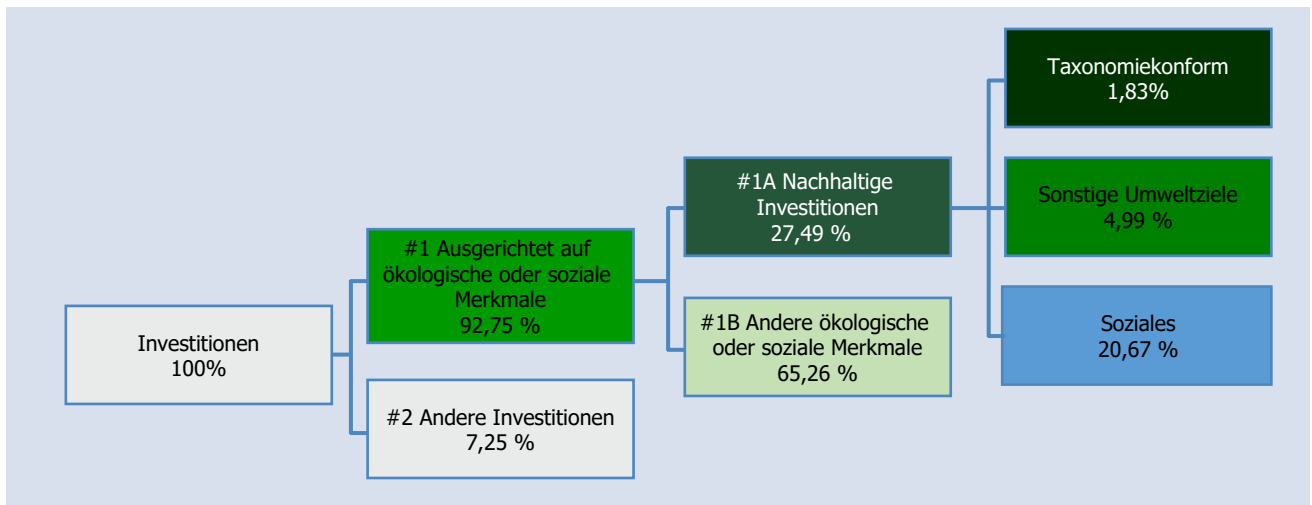 Investitionen
100%
#1 Ausgerichtet auf
ökologische oder soziale
Merkmale
92,75 %
#2 Andere Investitionen
7,25 %
#1A Nachhaltige
Investitionen
27,49 %
#1B Andere ökologische
oder soziale Merkmale
65,26 %
Taxonomiekonform
1,83%
Sonstige Umweltziele
4,99 %
Soziales
20,67 %